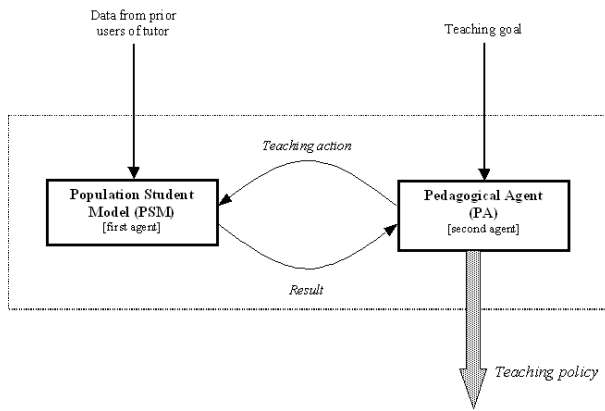 Data from prior
users of tutor
Teaching goal
Teaching action
Population Student
Model (PSM)
[first agent]
Pedagogical Agent
(PA)
[second agent]
Result
Teaching policy